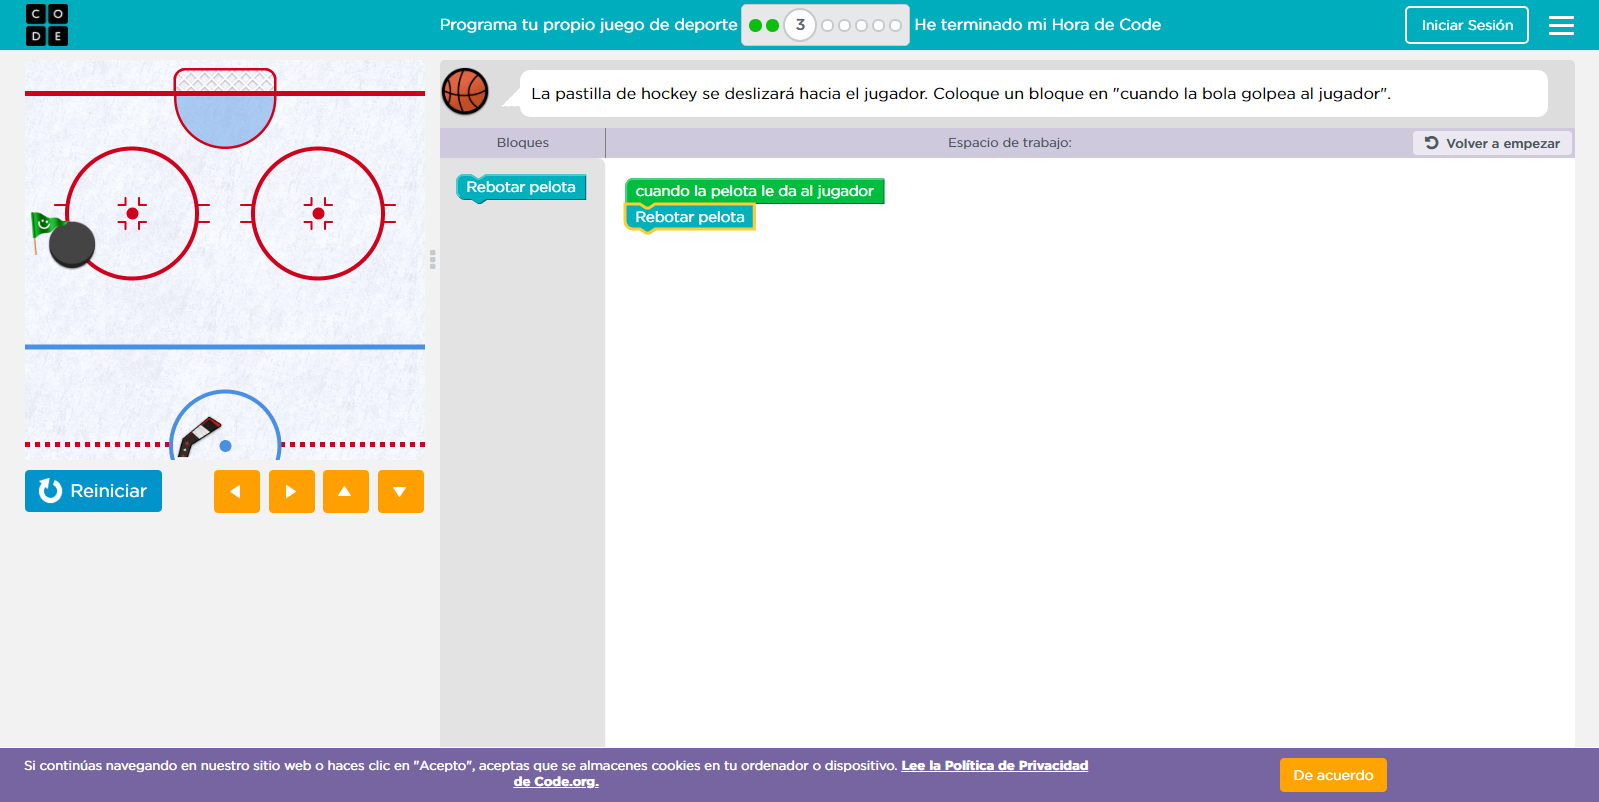 C O
D E
Programa tu propio juego de deporte
3
He terminado mi Hora de Code
Iniciar Sesión
La pastilla de hockey se deslizará hacia el jugador. Coloque un bloque en "cuando la bola golpea al jugador".
Bloques
Espacio de trabajo:
Volver a empezar
Rebotar pelota
cuando la pelota le da al jugador
Rebotar pelota
Reiniciar
Si continúas navegando en nuestro sitio web o haces clic en "Acepto", aceptas que se almacenes cookies en tu ordenador o dispositivo. Lee la Política de Privacidad
de Code.org.
De acuerdo